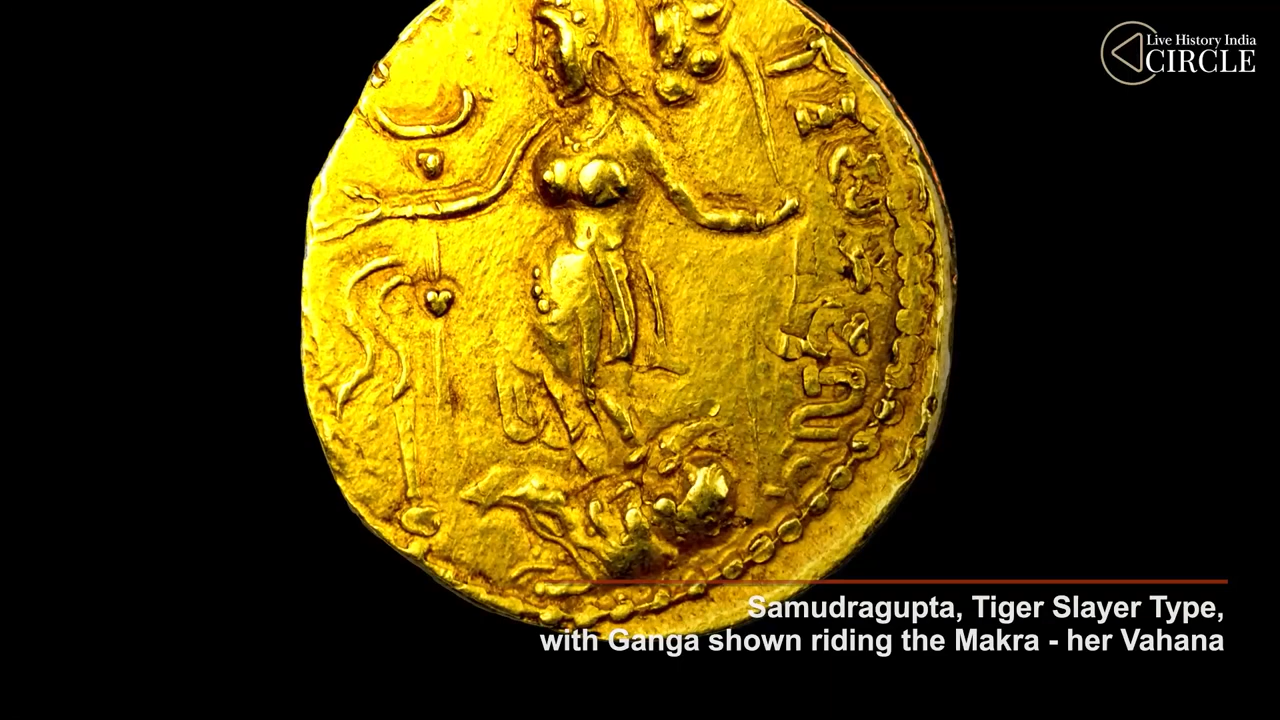 Live History India
CIRCLE
Samudragupta, Tiger Slayer Type,
with Ganga shown riding the Makra - her Vahana